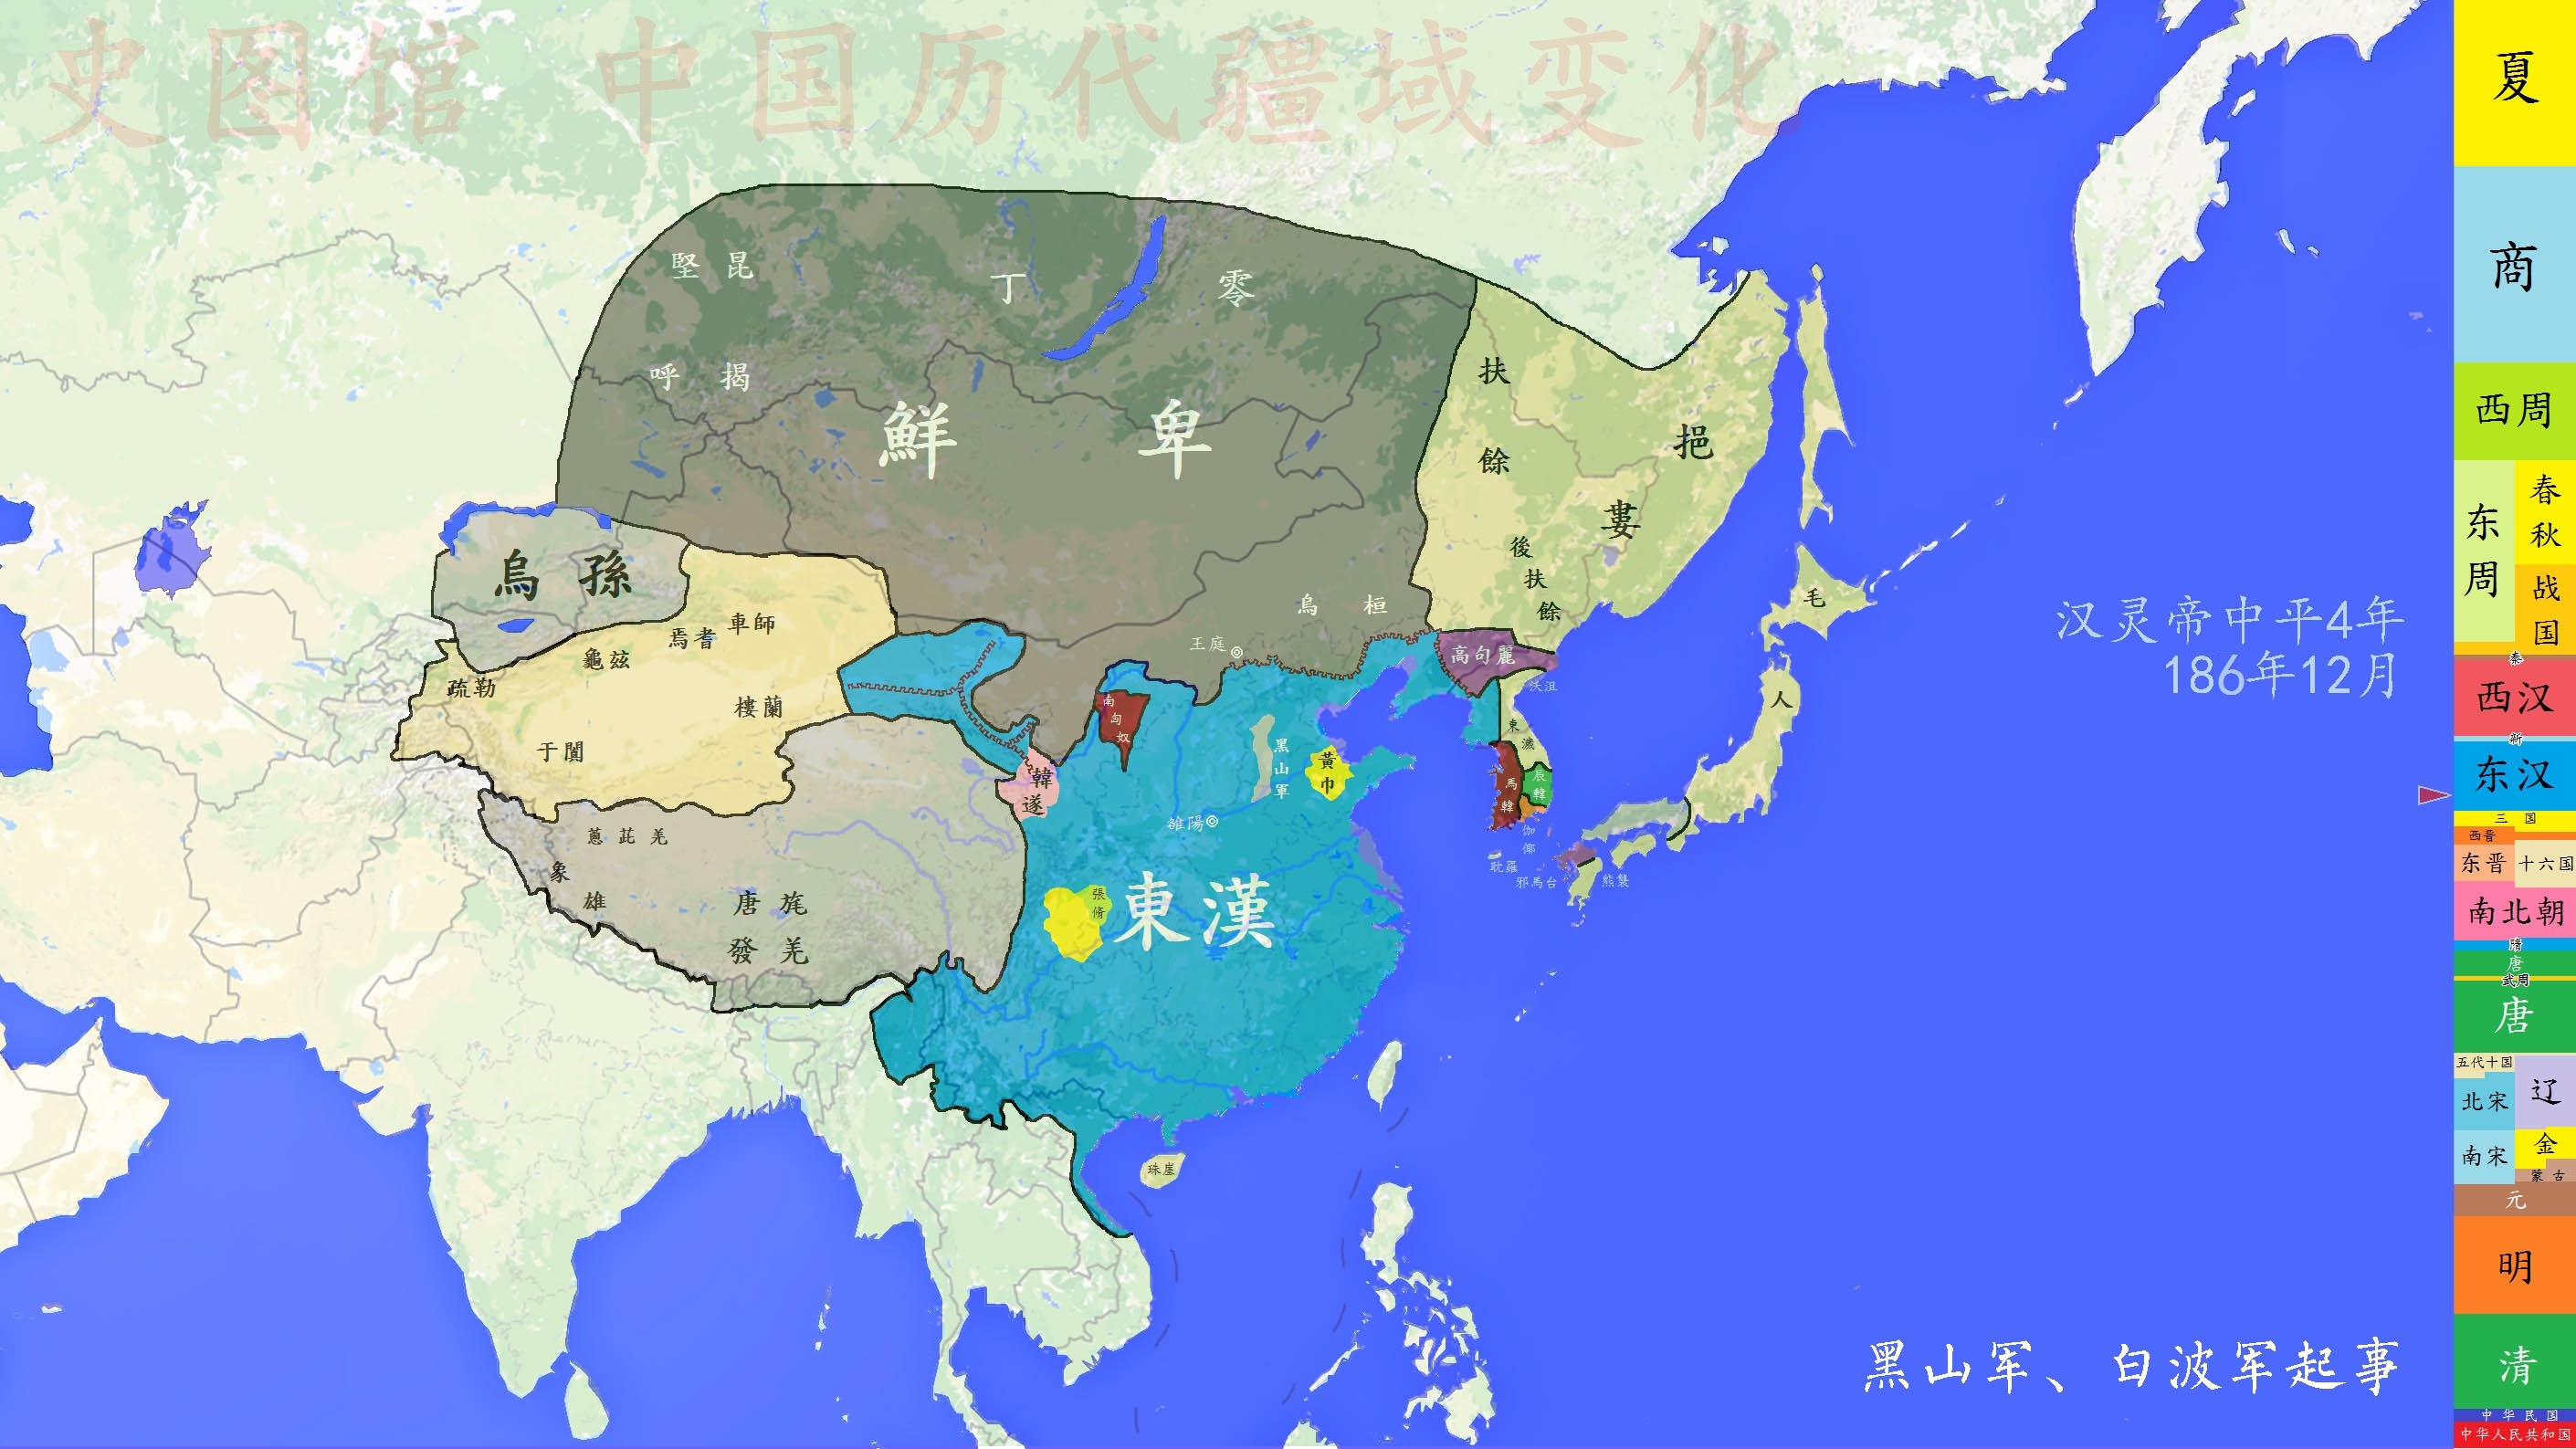 史图馆 中国历代疆域变化
堅昆
丁零
呼揭
鮮卑
扶餘
挹婁
後扶餘
烏孫
烏桓
王庭
車師
焉耆
龜玆
疏勒
樓蘭
于闐
高句麗
沃沮
東濊
南匈奴
黑山軍
黃巾
韓遂
雒陽
馬韓
辰韓
伽倻
耽羅
邪馬台
熊襲
毛人
蔥茈羌
象雄
唐旄
發羌
張脩
東漢
珠崖
汉灵帝中平4年
186年12月
黑山军、白波军起事
夏
商
西周
东周
春秋
战国
秦
西汉
新
东汉
三国
西晋
东晋
十六国
南北朝
隋
唐
武周
唐
五代十国
辽
北宋
南宋
金
蒙古
元
明
清
中华民国
中华人民共和国